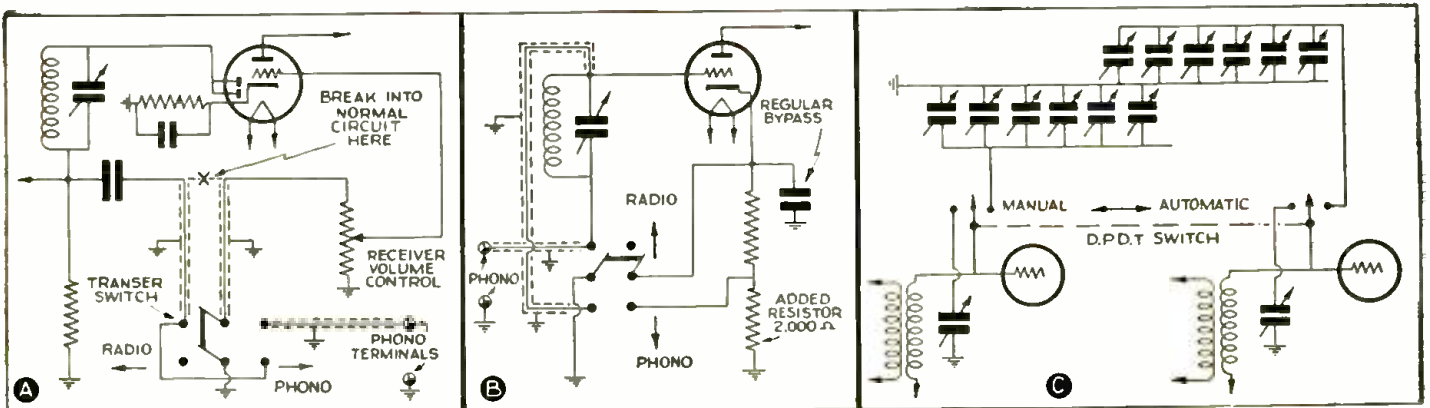 BREAK INTO
NORMAL
CIRCUIT
HERE
RECEIVER
VOLUME
CONTROL
TRANSER
SWITCH
RADIO
PHONO
PHONO
TERMINALS
A
REGULAR
BYPASS
RADIO
PHONO
ADDED
RESISTOR
2,000 Ω
PHONO
B
MANUAL
AUTOMATIC
D.P.D.T SWITCH
C